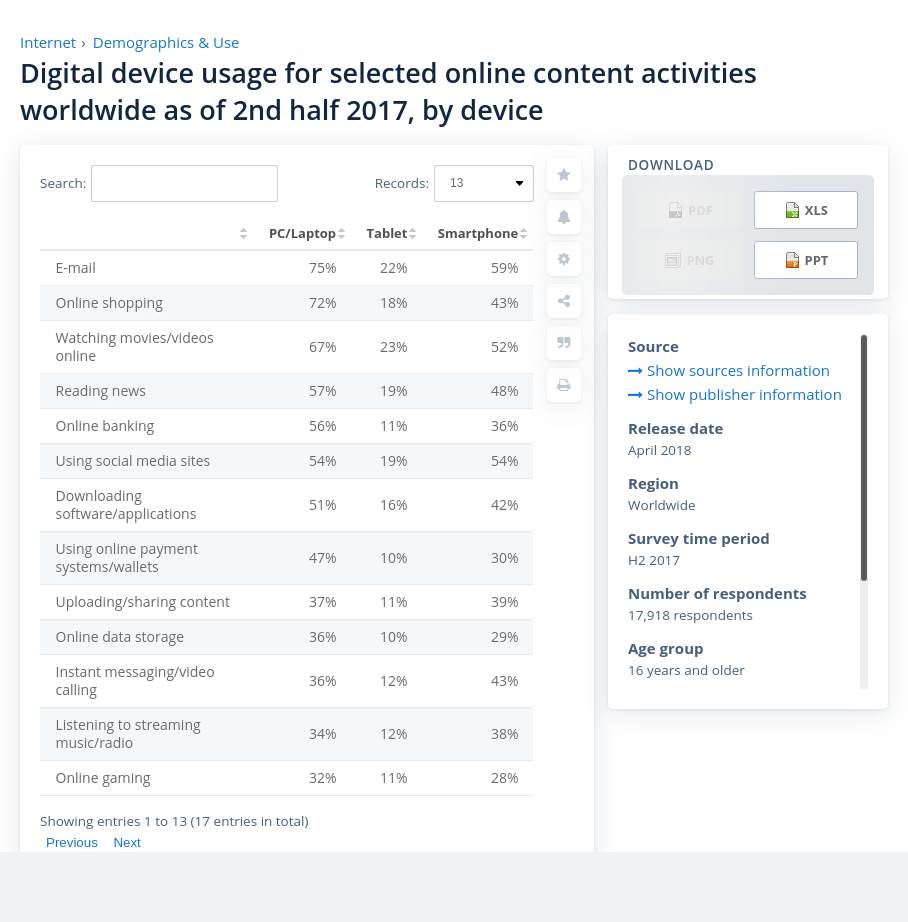 Internet › Demographics & Use
Digital device usage for selected online content activities
worldwide as of 2nd half 2017, by device
Search:
Records: 13
PC/Laptop Tablet Smartphone
E-mail 75% 22% 59%
Online shopping 72% 18% 43%
Watching movies/videos
online 67% 23% 52%
Reading news 57% 19% 48%
Online banking 56% 11% 36%
Using social media sites 54% 19% 54%
Downloading
software/applications 51% 16% 42%
Using online payment
systems/wallets 47% 10% 30%
Uploading/sharing content 37% 11% 39%
Online data storage 36% 10% 29%
Instant messaging/video
calling 36% 12% 43%
Listening to streaming
music/radio 34% 12% 38%
Online gaming 32% 11% 28%
Showing entries 1 to 13 (17 entries in total)
Previous Next
DOWNLOAD
PDF XLS
PNG PPT
Source
Show sources information
Show publisher information
Release date
April 2018
Region
Worldwide
Survey time period
H2 2017
Number of respondents
17,918 respondents
Age group
16 years and older